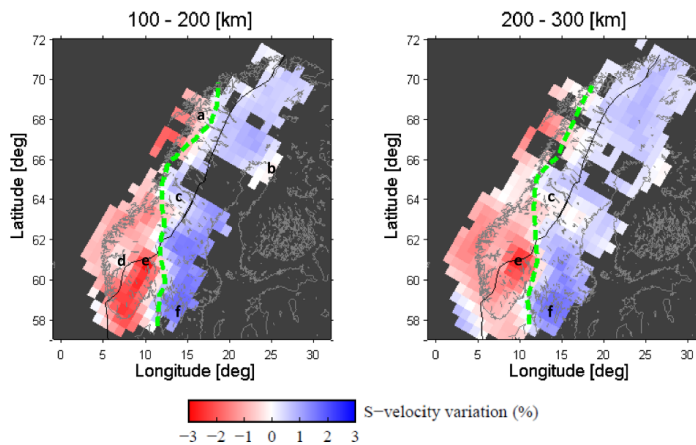 100 - 200 [km]
200 - 300 [km]
72
70
68
66
64
62
60
58
Latitude [deg]
a
b
c
d
e
f
0
5
10
15
20
25
30
Longitude [deg]
72
70
68
66
64
62
60
58
Latitude [deg]
c
e
f
0
5
10
15
20
25
30
Longitude [deg]
S−velocity variation (%)
−3 −2 −1 0 1 2 3